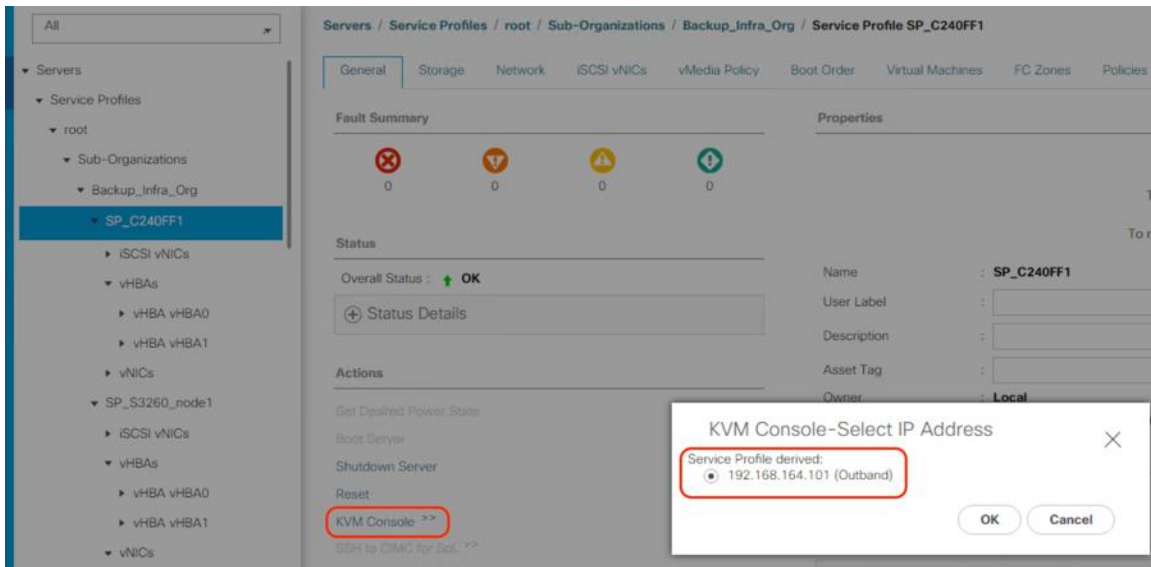 All
Servers
Service Profiles
root
Sub-Organizations
Backup_Infra_Org
SP_C240FF1
iSCSI vNICs
vHBAs
vHBA vHBA0
vHBA vHBA1
vNICs
SP_S3260_node1
iSCSI vNICs
vHBAs
vHBA vHBA0
vHBA vHBA1
vNICs
Servers / Service Profiles / root / Sub-Organizations / Backup_Infra_Org / Service Profile SP_C240FF1
General Storage Network iSCSI vNICs vMedia Policy Boot Order Virtual Machines FC Zones Policies
Fault Summary
0 0 0 0
Status
Overall Status : OK
Status Details
Actions
Set Desired Power State
Boot Server
Shutdown Server
Reset
KVM Console >>
SSH to CIMC for SoL >>
Properties
To
Name : SP_C240FF1
User Label :
Description :
Asset Tag :
Owner : Local
KVM Console-Select IP Address
Service Profile derived:
192.168.164.101 (Outband)
OK Cancel